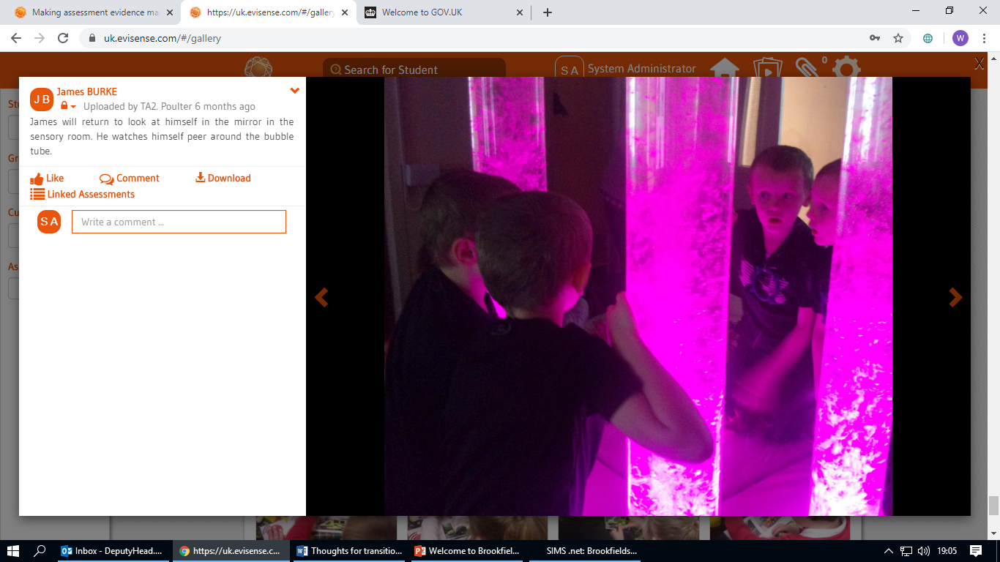 Making assessment evidence ma
https://uk.evisense.com/#/gallery
Welcome to GOV.UK
uk.evisense.com/#/gallery
W
Search for Student
S A
System Administrator
0
X
J B
James BURKE
Uploaded by TA2. Poulter 6 months ago
James will return to look at himself in the mirror in the
sensory room. He watches himself peer around the bubble
tube.
Like
Comment
Download
Linked Assessments
S A
Write a comment ...
St
Gr
Cu
As
Inbox - DeputyHead....
https://uk.evisense.c...
Thoughts for transitio...
Welcome to Brookfiel...
SIMS .net: Brookfields...
19:05